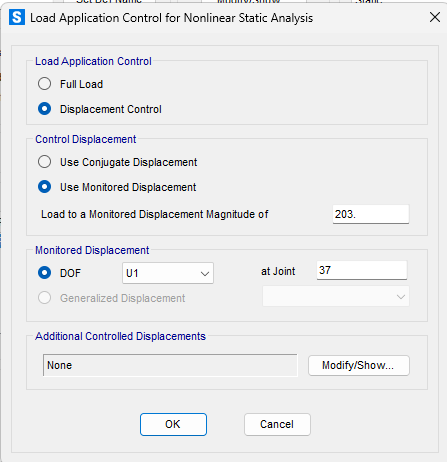 S Load Application Control for Nonlinear Static Analysis
Load Application Control
Full Load
Displacement Control
Control Displacement
Use Conjugate Displacement
Use Monitored Displacement
Load to a Monitored Displacement Magnitude of 203.
Monitored Displacement
DOF U1 at Joint 37
Generalized Displacement
Additional Controlled Displacements
None Modify/Show...
OK Cancel